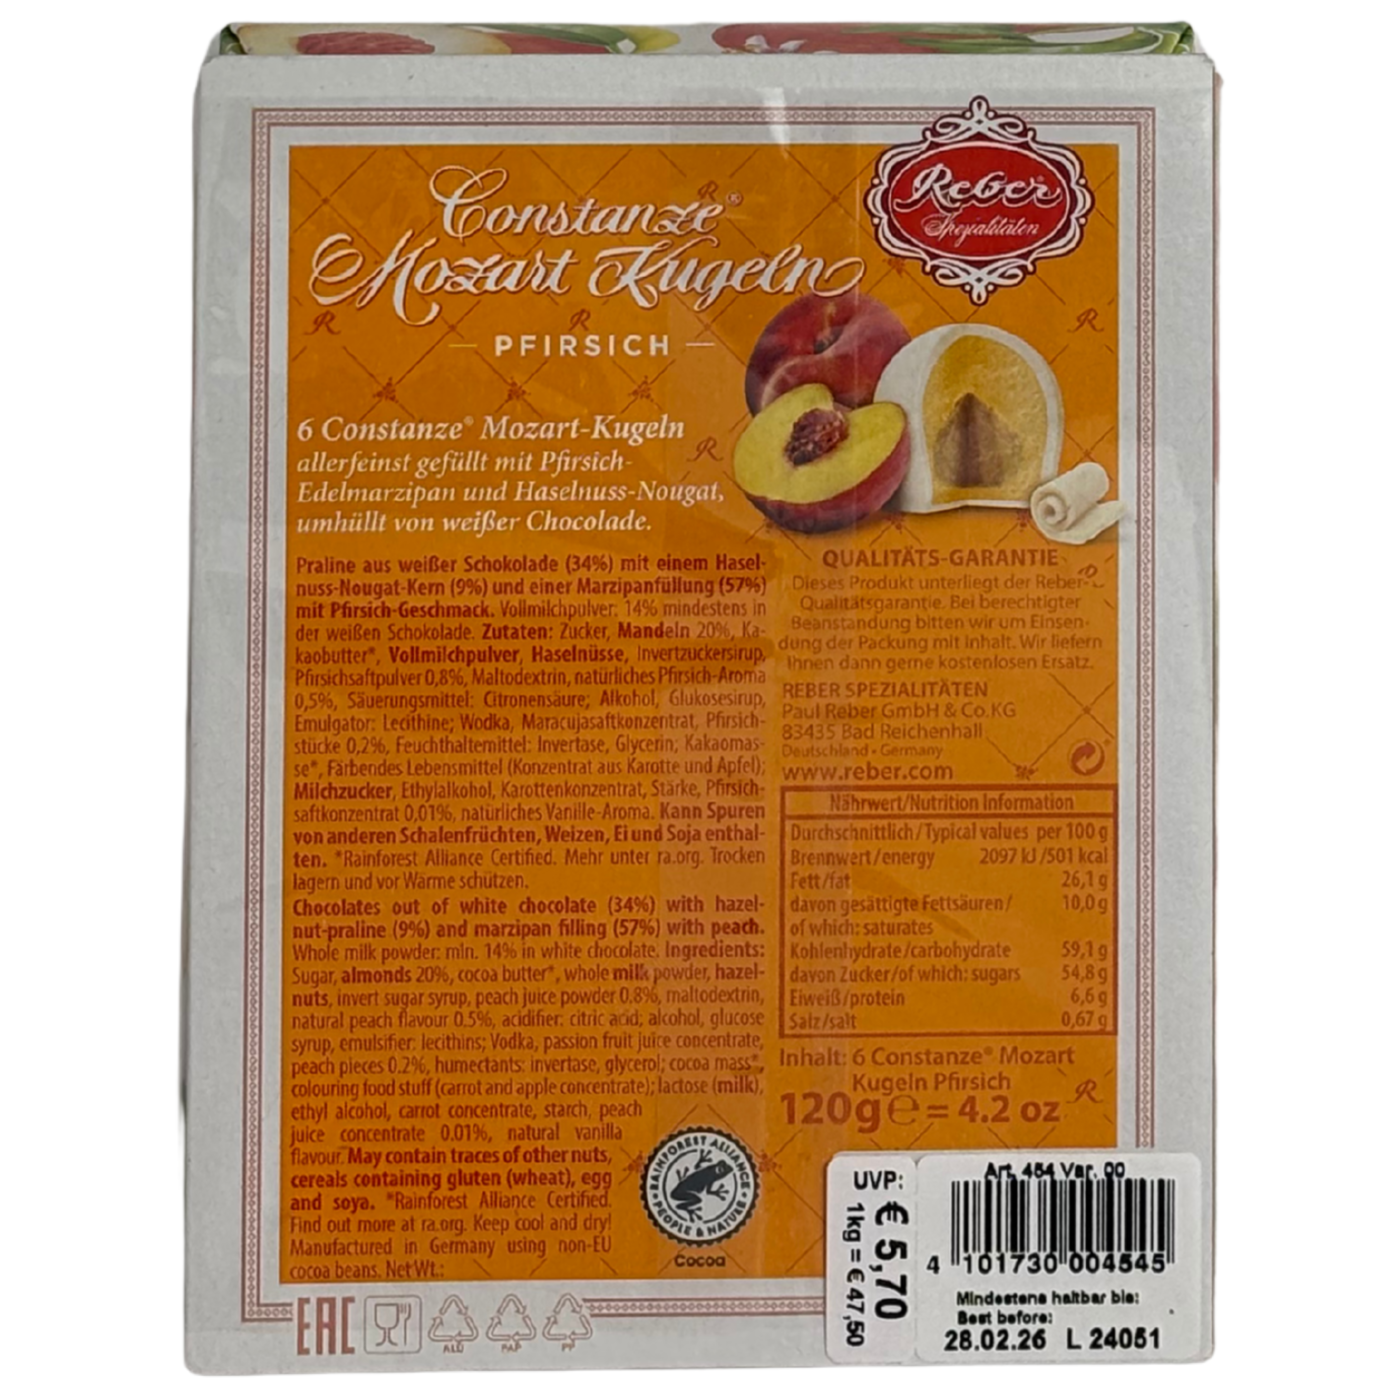 Reber
Spezialitäten
Constanze®
Mozart Kugeln
PFIRSICH
6 Constanze® Mozart-Kugeln
allerfeinst gefüllt mit Pfirsich-
Edelmarzipan und Haselnuss-Nougat,
umhüllt von weißer Chocolade.
Praline aus weißer Schokolade (34%) mit einem Hasel-
nuss-Nougat-Kern (9%) und einer Marzipanfüllung (57%)
mit Pfirsich-Geschmack. Vollmilchpulver: 14% mindestens in
der weißen Schokolade. Zutaten: Zucker, Mandeln 20%, Ka-
kaobutter*, Vollmilchpulver, Haselnüsse, Invertzuckersirup,
Pfirsichsaftpulver 0,8%, Maltodextrin, natürliches Pfirsich-Aroma
0,5%, Säuerungsmittel: Citronensäure; Alkohol, Glukosesirup,
Emulgator: Lecithine; Wodka, Maracujasaftkonzentrat, Pfirsich-
stücke 0,2%, Feuchthaltemittel: Invertase, Glycerin; Kakaomas-
se*, Färbendes Lebensmittel (Konzentrat aus Karotte und Apfel);
Milchzucker, Ethylalkohol, Karottenkonzentrat, Stärke, Pfirsich-
saftkonzentrat 0,01%, natürliches Vanille-Aroma. Kann Spuren
von anderen Schalenfrüchten, Weizen, Ei und Soja enthal-
ten. *Rainforest Alliance Certified. Mehr unter ra.org. Trocken
lagern und vor Wärme schützen.
Chocolates out of white chocolate (34%) with hazel-
nut-praline (9%) and marzipan filling (57%) with peach.
Whole milk powder: min. 14% in white chocolate. Ingredients:
Sugar, almonds 20%, cocoa butter*, whole milk powder, hazel-
nuts, invert sugar syrup, peach juice powder 0.8%, maltodextrin,
natural peach flavour 0.5%, acidifier: citric acid; alcohol, glucose
syrup, emulsifier: lecithins; Vodka, passion fruit juice concentrate,
peach pieces 0.2%, humectants: invertase, glycerol; cocoa mass*,
colouring food stuff (carrot and apple concentrate); lactose (milk),
ethyl alcohol, carrot concentrate, starch, peach
juice concentrate 0.01%, natural vanilla
flavour. May contain traces of other nuts,
cereals containing gluten (wheat), egg
and soya. *Rainforest Alliance Certified.
Find out more at ra.org. Keep cool and dry!
Manufactured in Germany using non-EU
cocoa beans. Net Wt.:
QUALITÄTS-GARANTIE
Dieses Produkt unterliegt der Reber-
Qualitätsgarantie. Bei berechtigter
Beanstandung bitten wir um Einsen-
dung der Packung mit Inhalt. Wir liefern
Ihnen dann gerne kostenlosen Ersatz.
REBER SPEZIALITÄTEN
Paul Reber GmbH & Co. KG
83435 Bad Reichenhall
Deutschland - Germany
www.reber.com
Nährwert/Nutrition Information
Durchschnittlich/Typical values per 100 g
Brennwert/energy 2097 kJ/501 kcal
Fett/fat 26,1 g
davon gesättigte Fettsäuren/ 10,0 g
of which: saturates
Kohlenhydrate/carbohydrate 59,1 g
davon Zucker/of which: sugars 54,8 g
Eiweiß/protein 6,6 g
Salz/salt 0,67 g
Inhalt: 6 Constanze® Mozart
Kugeln Pfirsich
120g e = 4.2 oz
RAINFOREST ALLIANCE
PEOPLE & NATURE
Cocoa
UVP:
€ 5,70
1kg = € 47,50
Art. 454 Var. 00
4 101730 004545
Mindestens haltbar bis:
Best before:
28.02.26 L 24051
EAC
ALU
PAP
PP